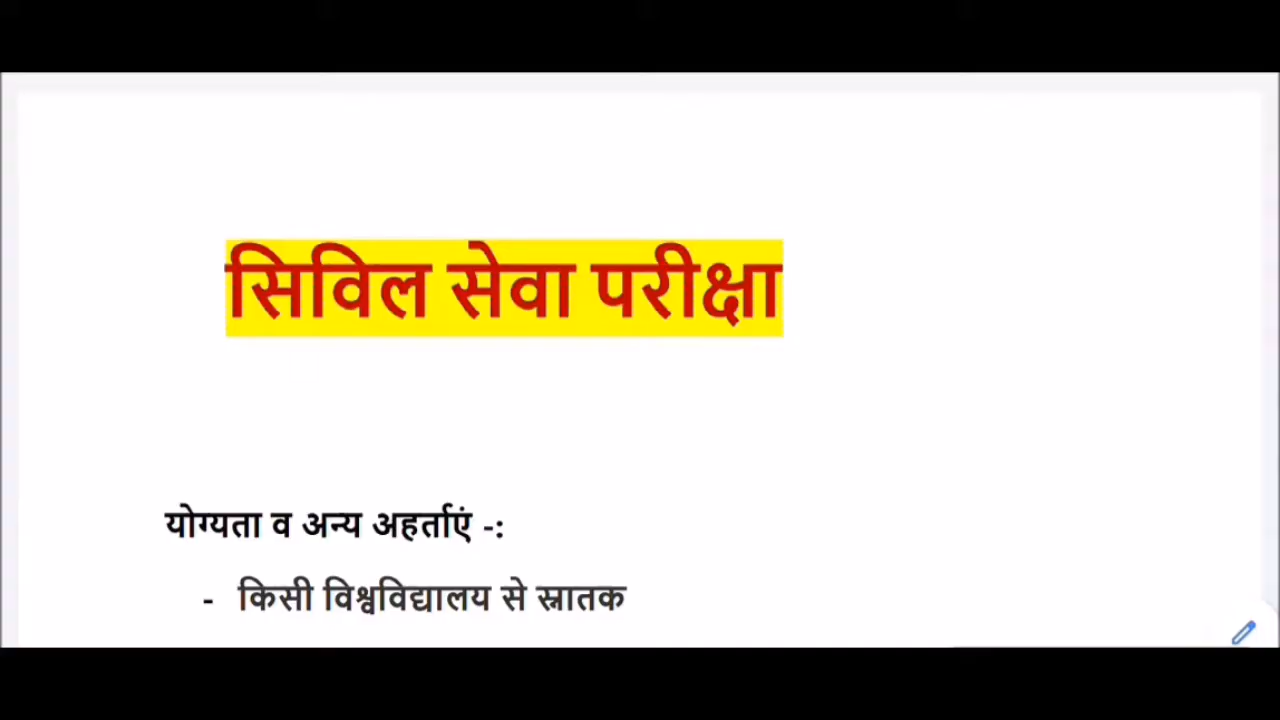 सिविल सेवा परीक्षा
योग्यता व अन्य अहर्ताएं -:
- किसी विश्वविद्यालय से स्नातक